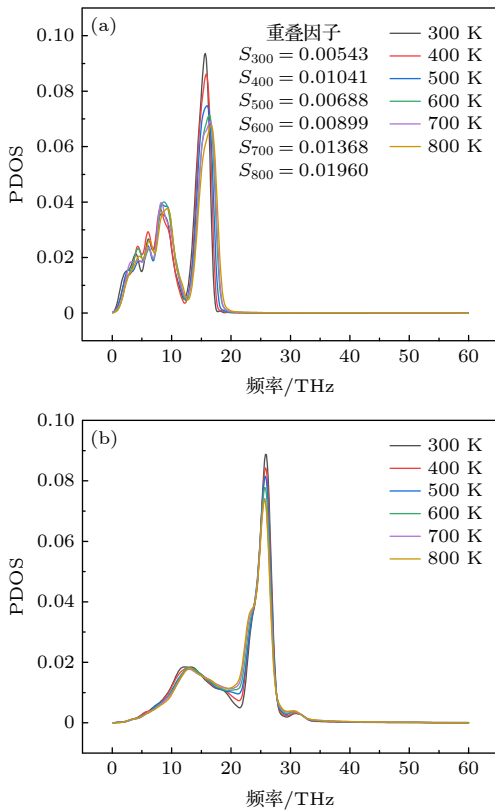 (a)
重叠因子
S300 = 0.00543
S400 = 0.01041
S500 = 0.00688
S600 = 0.00899
S700 = 0.01368
S800 = 0.01960
300 K
400 K
500 K
600 K
700 K
800 K
0.10
0.08
0.06
0.04
0.02
0
PDOS
0 10 20 30 40 50 60
频率/THz
(b)
300 K
400 K
500 K
600 K
700 K
800 K
0.10
0.08
0.06
0.04
0.02
0
PDOS
0 10 20 30 40 50 60
频率/THz